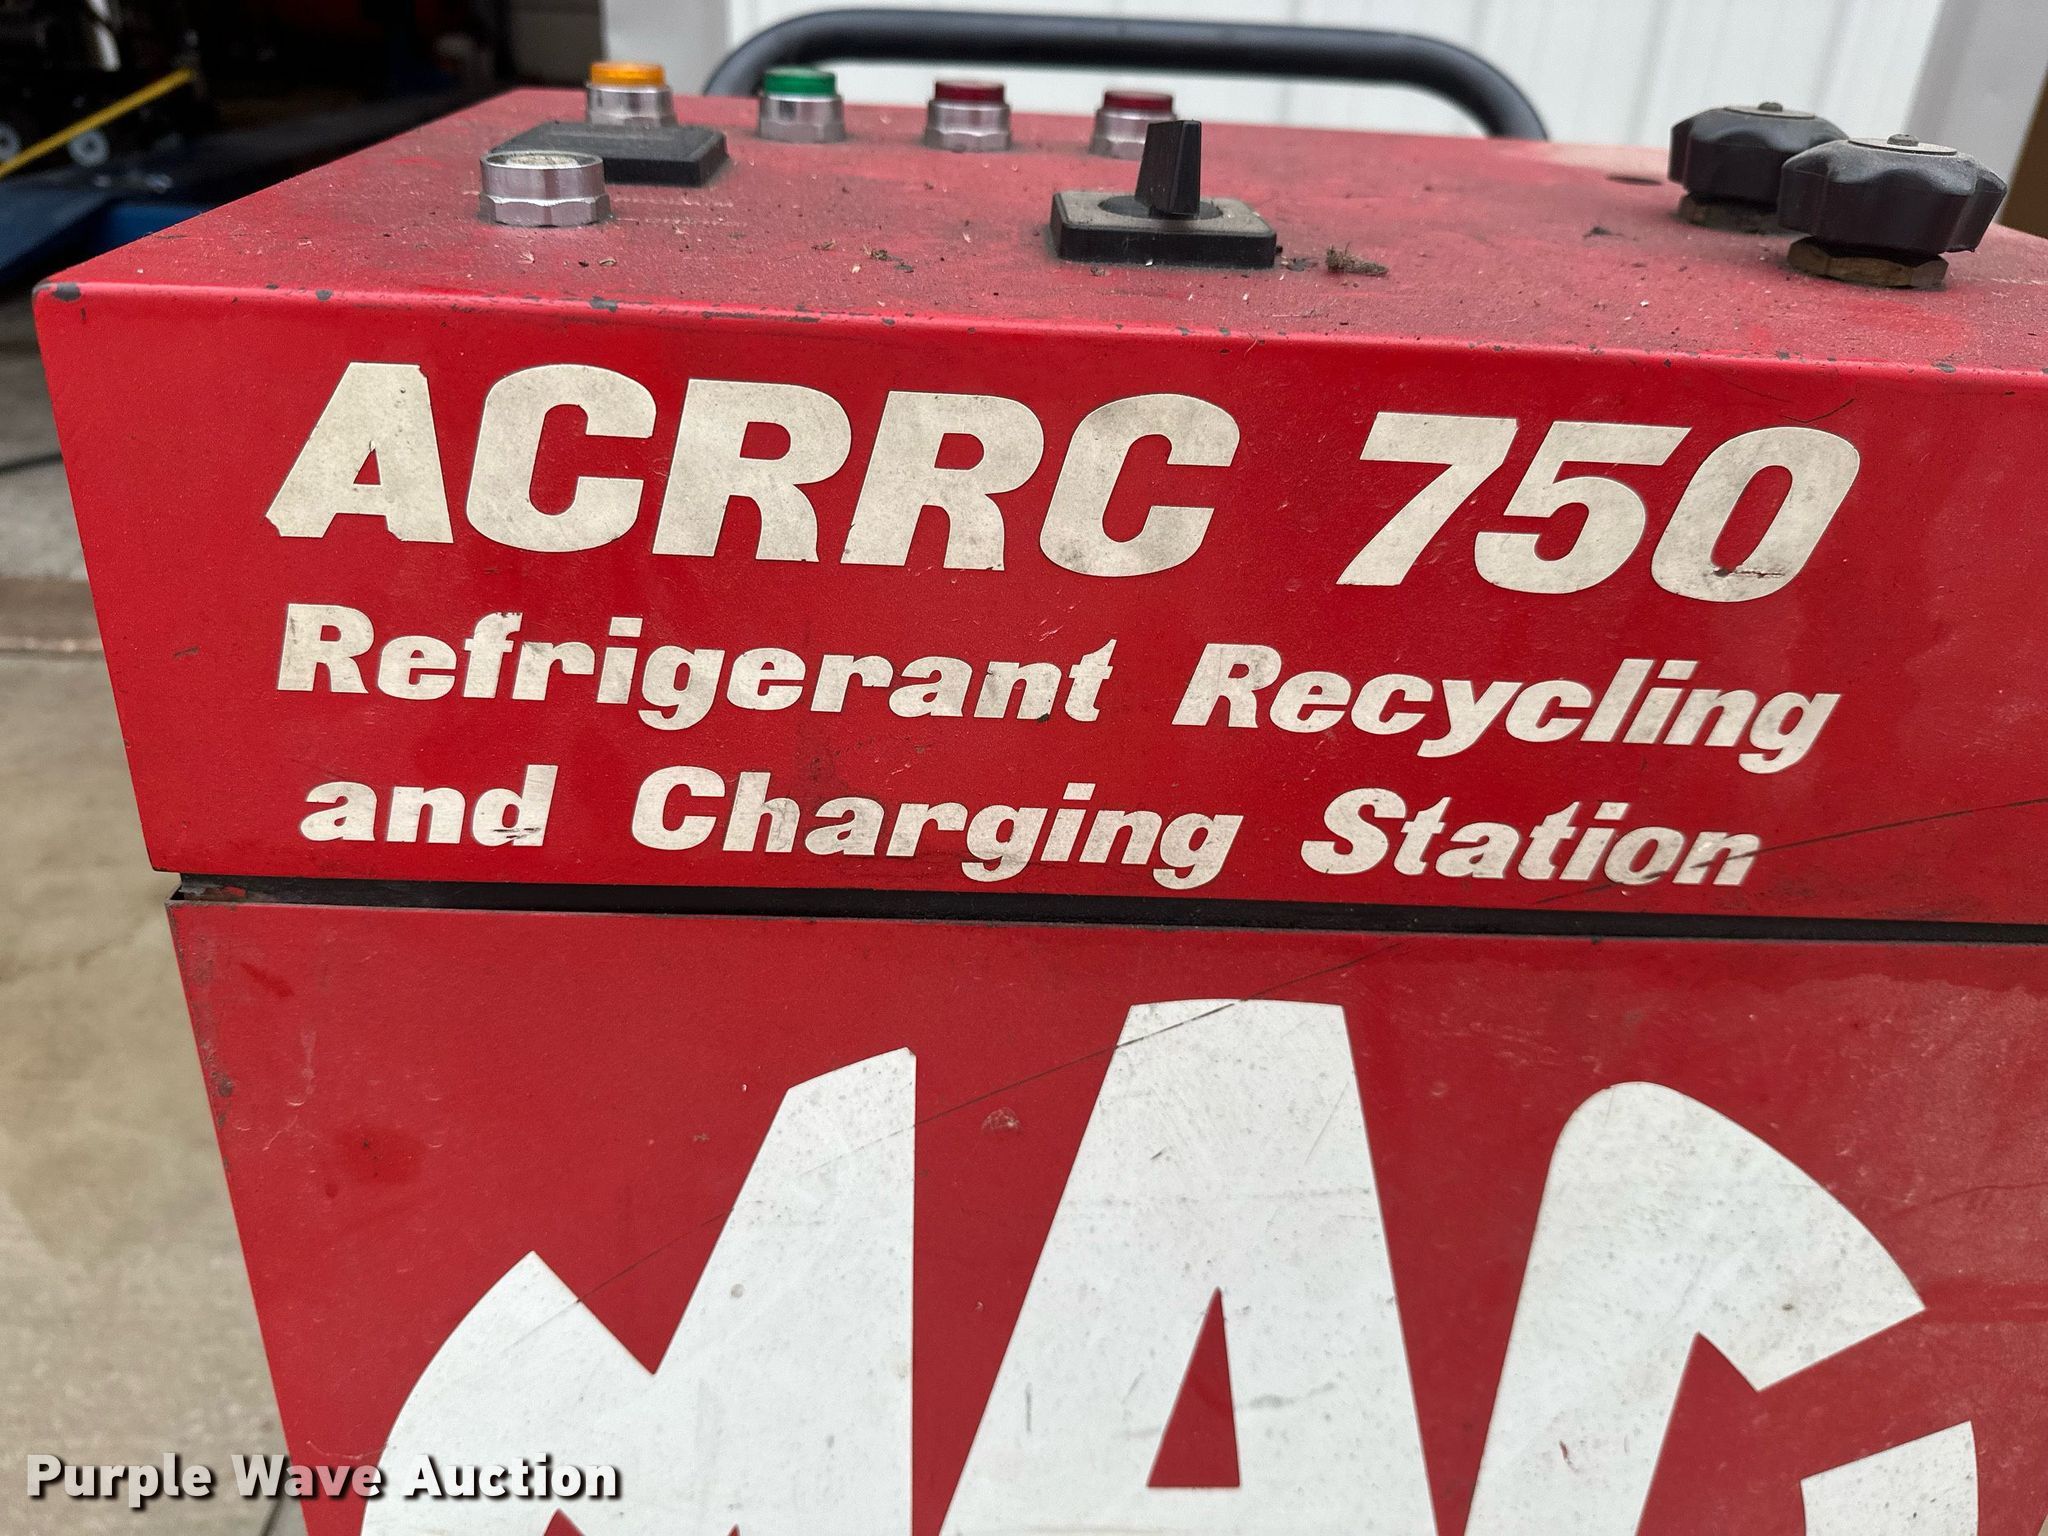 ACRRC 750
Refrigerant Recycling
and Charging Station
MAC
Purple Wave Auction